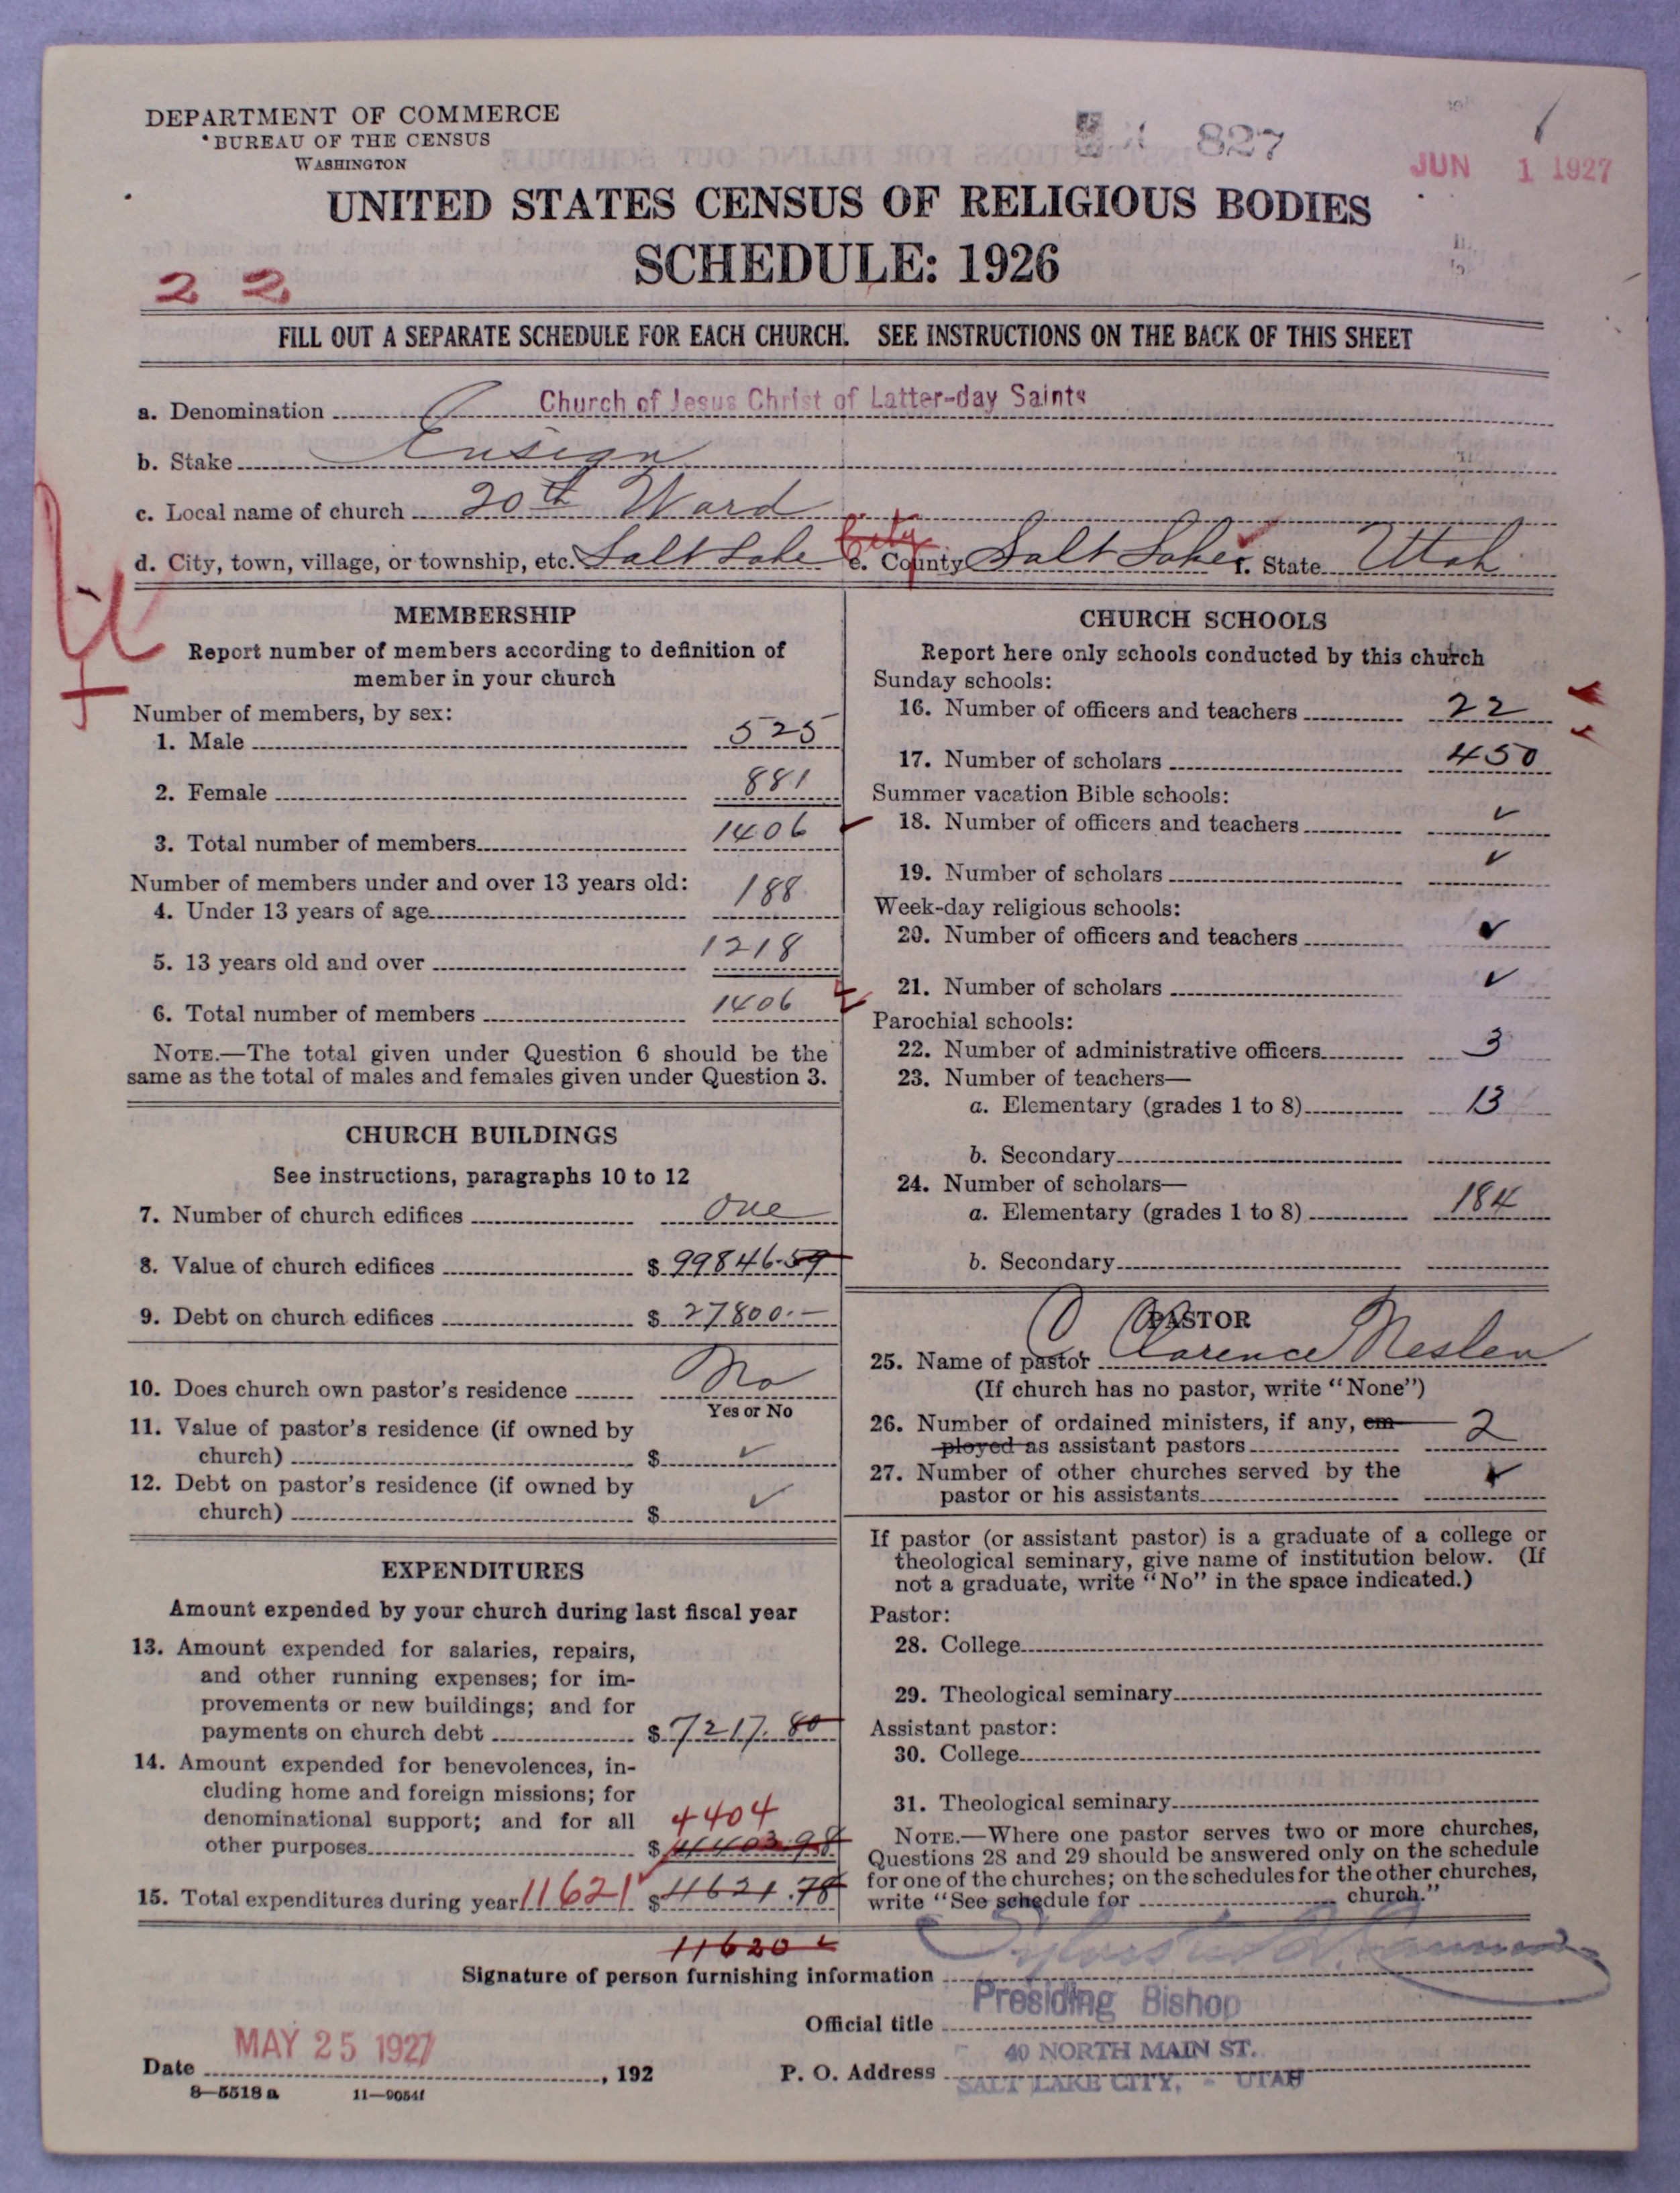 DEPARTMENT OF COMMERCE
BUREAU OF THE CENSUS
WASHINGTON
827
JUN 1 1927
UNITED STATES CENSUS OF RELIGIOUS BODIES
SCHEDULE: 1926
2 2
FILL OUT A SEPARATE SCHEDULE FOR EACH CHURCH. SEE INSTRUCTIONS ON THE BACK OF THIS SHEET
a. Denomination Church of Jesus Christ of Latter-day Saints
b. Stake Ensign
c. Local name of church 20th Ward
d. City, town, village, or township, etc. Salt Lake City e. County Salt Lake f. State Utah
MEMBERSHIP
Report number of members according to definition of
member in your church
Number of members, by sex:
1. Male 525
2. Female 881
3. Total number of members 1406
Number of members under and over 13 years old:
4. Under 13 years of age 188
5. 13 years old and over 1218
6. Total number of members 1406
NOTE.—The total given under Question 6 should be the
same as the total of males and females given under Question 3.
CHURCH BUILDINGS
See instructions, paragraphs 10 to 12
7. Number of church edifices One
8. Value of church edifices $ 99846.59
9. Debt on church edifices $ 27800.—
10. Does church own pastor's residence No
Yes or No
11. Value of pastor's residence (if owned by
church) $ ✓
12. Debt on pastor's residence (if owned by
church) $ ✓
EXPENDITURES
Amount expended by your church during last fiscal year
13. Amount expended for salaries, repairs,
and other running expenses; for im-
provements or new buildings; and for
payments on church debt $ 7217.80
14. Amount expended for benevolences, in-
cluding home and foreign missions; for
denominational support; and for all 4404
other purposes $ 4403.98
15. Total expenditures during year 11621 $ 11621.78
11620
CHURCH SCHOOLS
Report here only schools conducted by this church
Sunday schools:
16. Number of officers and teachers 22
17. Number of scholars 450
Summer vacation Bible schools:
18. Number of officers and teachers ✓
19. Number of scholars ✓
Week-day religious schools:
20. Number of officers and teachers ✓
21. Number of scholars ✓
Parochial schools:
22. Number of administrative officers 3
23. Number of teachers—
a. Elementary (grades 1 to 8) 13
b. Secondary
24. Number of scholars—
a. Elementary (grades 1 to 8) 184
b. Secondary
PASTOR
25. Name of pastor C Clarence Neslen
(If church has no pastor, write "None")
26. Number of ordained ministers, if any, em-
ployed as assistant pastors 2
27. Number of other churches served by the
pastor or his assistants ✓
If pastor (or assistant pastor) is a graduate of a college or
theological seminary, give name of institution below. (If
not a graduate, write "No" in the space indicated.)
Pastor:
28. College
29. Theological seminary
Assistant pastor:
30. College
31. Theological seminary
NOTE.—Where one pastor serves two or more churches,
Questions 28 and 29 should be answered only on the schedule
for one of the churches; on the schedules for the other churches,
write "See schedule for church."
Signature of person furnishing information
Official title Presiding Bishop
Date MAY 25 1927, 192 P. O. Address 40 NORTH MAIN ST.
SALT LAKE CITY, - UTAH
8—5518 a 11—9054f